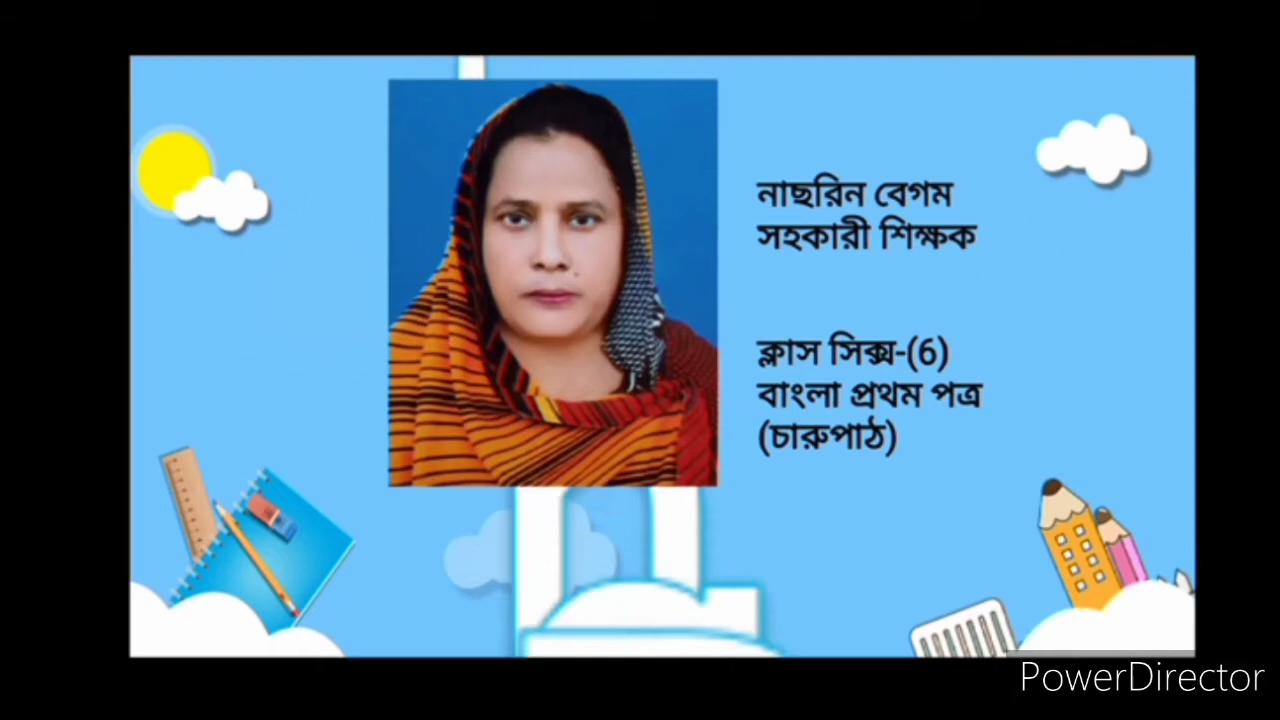 নাছরিন বেগম
সহকারী শিক্ষক
ক্লাস সিক্স-(6)
বাংলা প্রথম পত্র
(চারুপাঠ)
PowerDirector